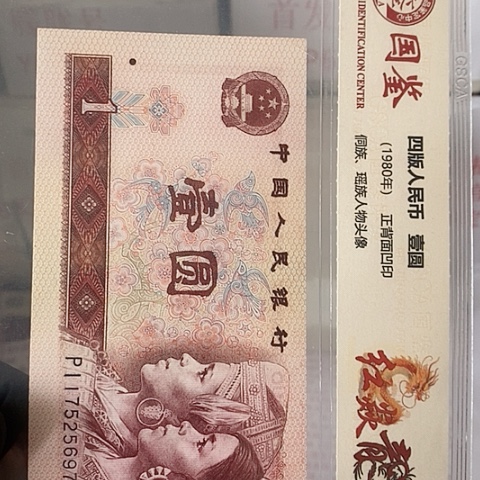 中国人民银行
壹圆
1
1
PI17525697
国鉴
IDENTIFICATION CENTER
四版人民币 壹圆
(1980年) 正背面凹印
侗族、瑶族人物头像